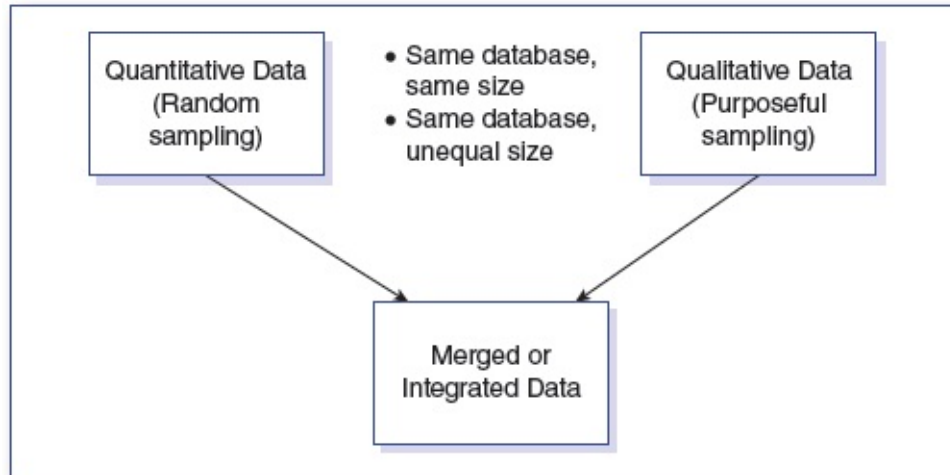 Quantitative Data
(Random
sampling)
• Same database,
same size
• Same database,
unequal size
Qualitative Data
(Purposeful
sampling)
Merged or
Integrated Data